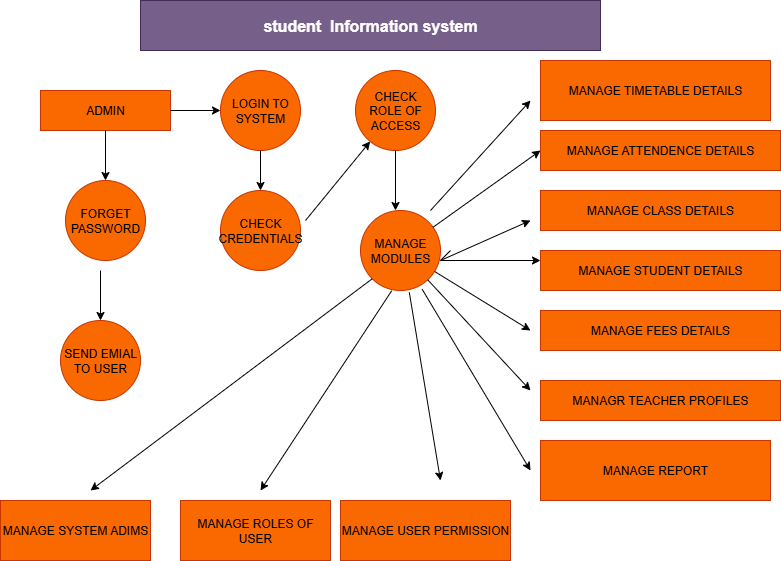 student Information system
ADMIN
LOGIN TO
SYSTEM
CHECK
ROLE OF
ACCESS
MANAGE TIMETABLE DETAILS
MANAGE ATTENDENCE DETAILS
FORGET
PASSWORD
CHECK
CREDENTIALS
MANAGE
MODULES
MANAGE CLASS DETAILS
MANAGE STUDENT DETAILS
MANAGE FEES DETAILS
SEND EMIAL
TO USER
MANAGR TEACHER PROFILES
MANAGE REPORT
MANAGE SYSTEM ADIMS
MANAGE ROLES OF
USER
MANAGE USER PERMISSION